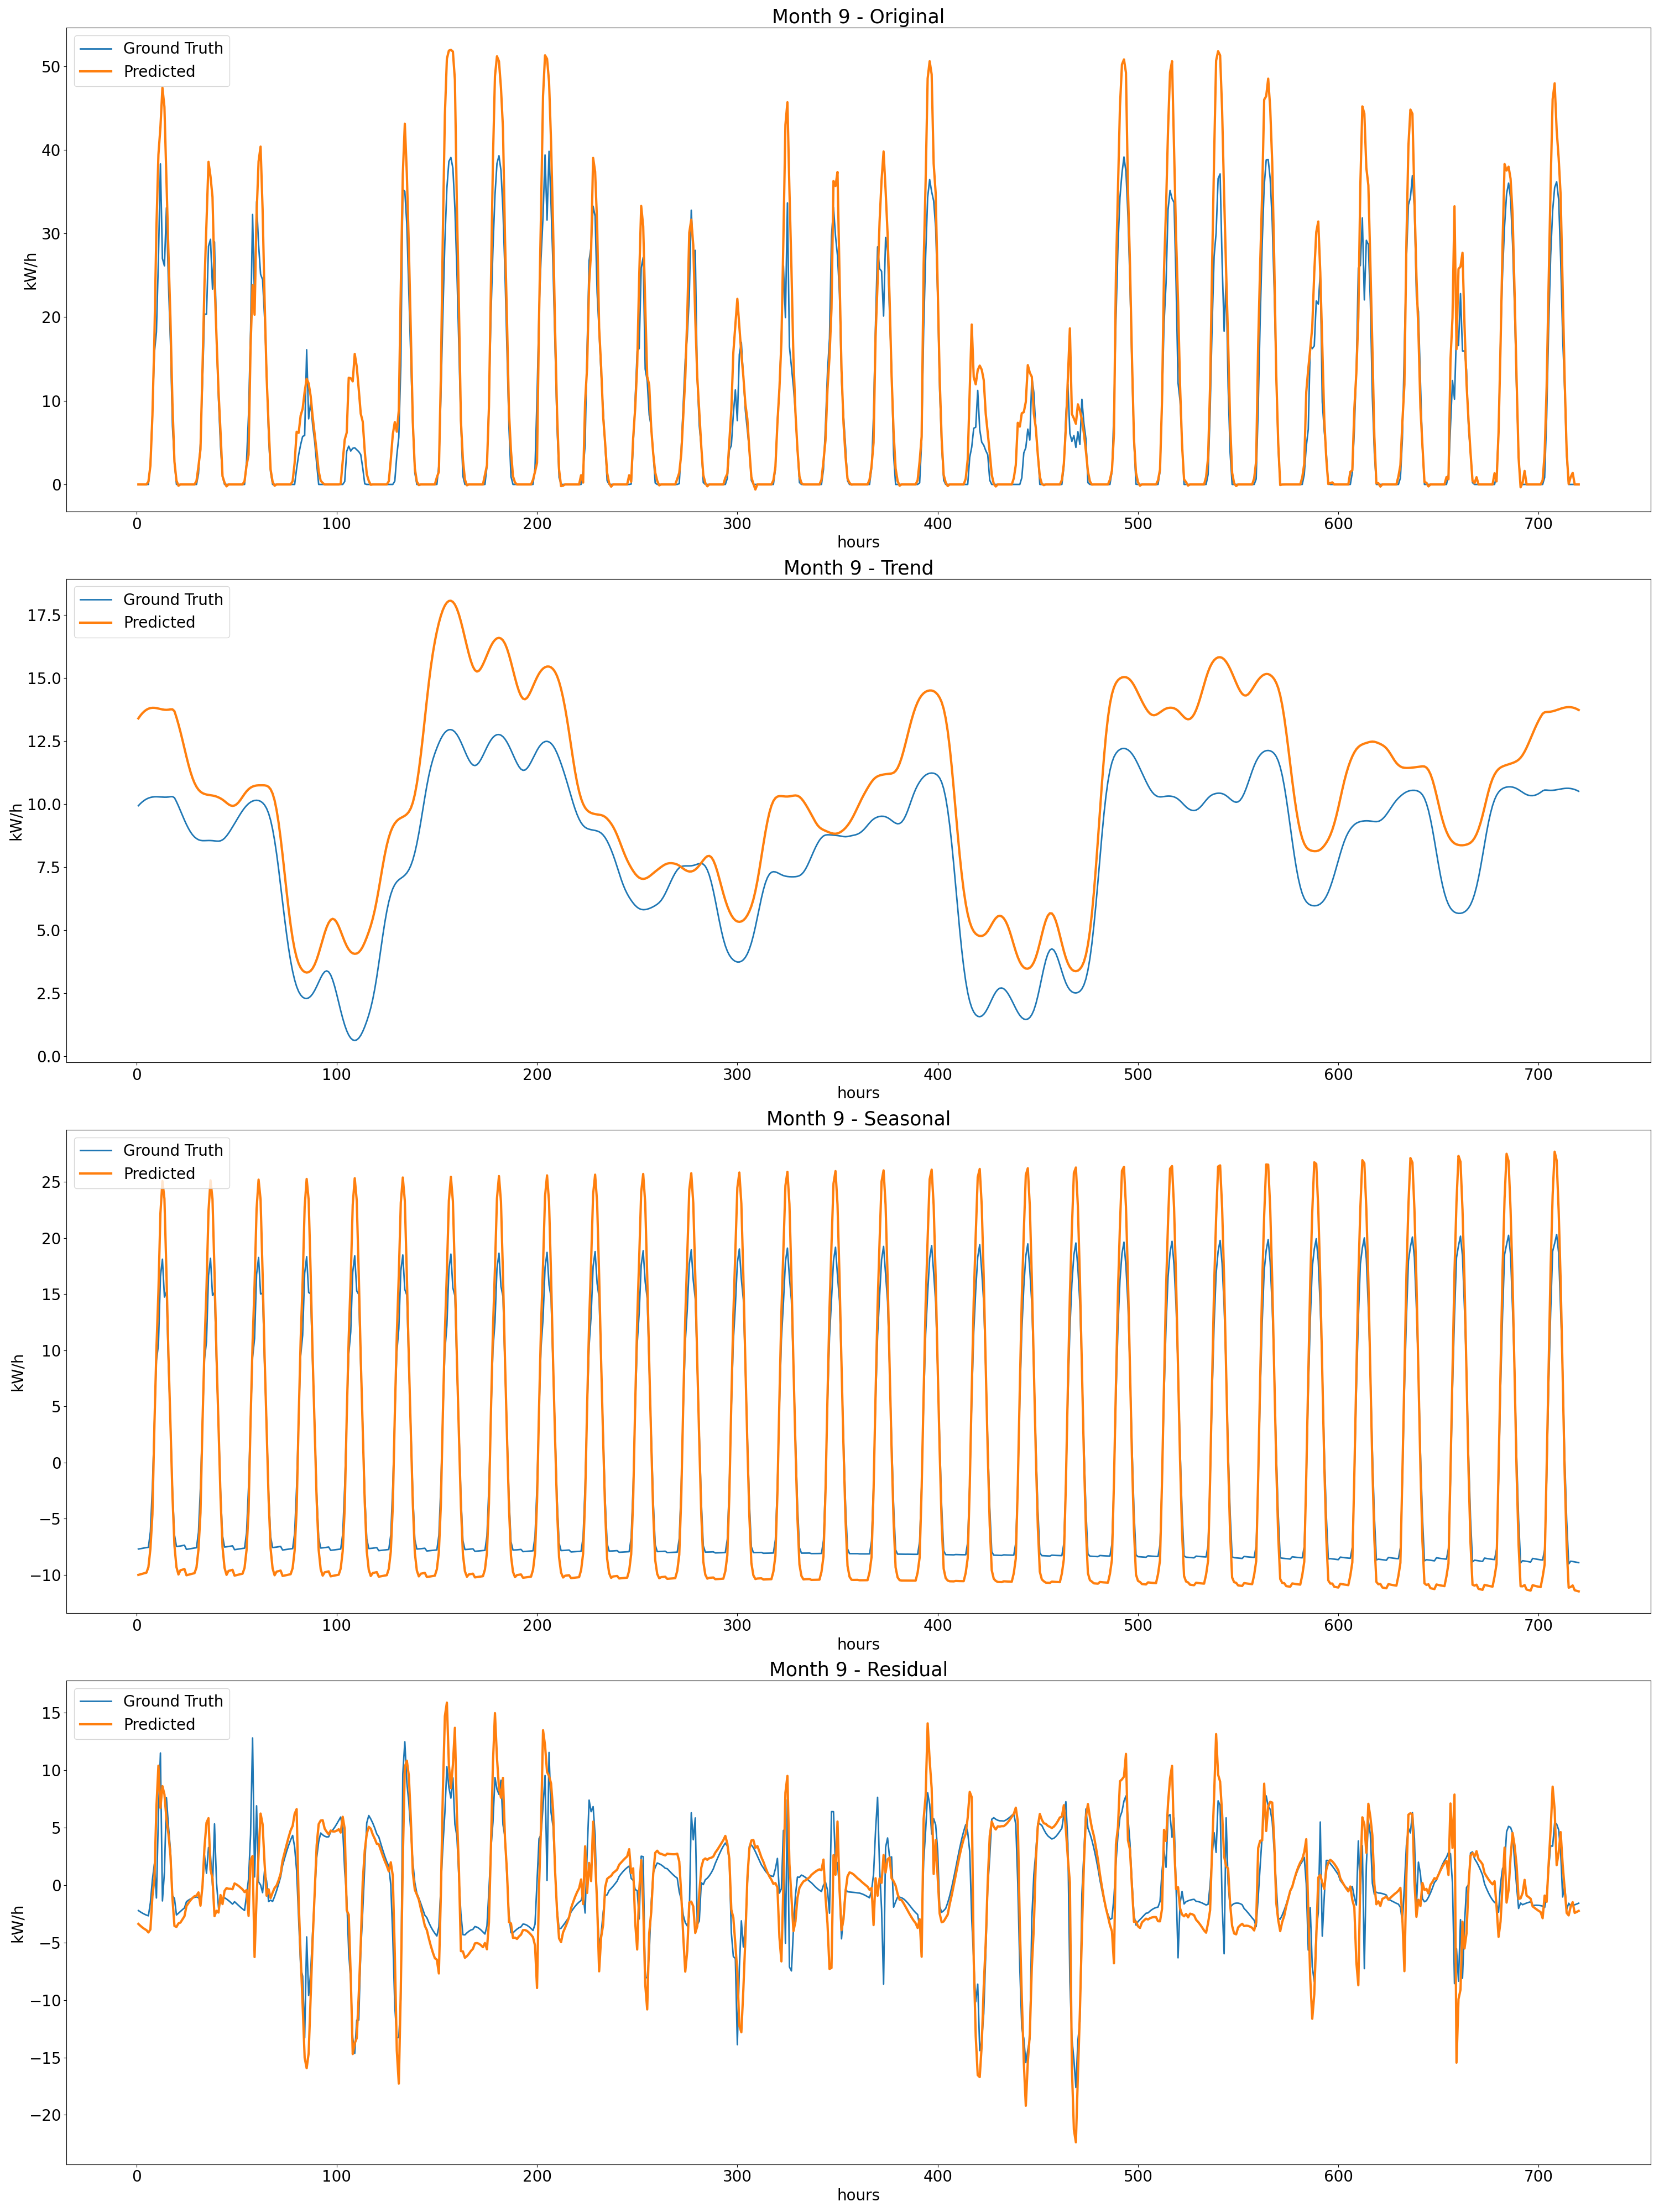 Month 9 - Original
Ground Truth
Predicted
kW/h
50
40
30
20
10
0
0 100 200 300 400 500 600 700
hours
Month 9 - Trend
Ground Truth
Predicted
kW/h
17.5
15.0
12.5
10.0
7.5
5.0
2.5
0.0
0 100 200 300 400 500 600 700
hours
Month 9 - Seasonal
Ground Truth
Predicted
kW/h
25
20
15
10
5
0
−5
−10
0 100 200 300 400 500 600 700
hours
Month 9 - Residual
Ground Truth
Predicted
kW/h
15
10
5
0
−5
−10
−15
−20
0 100 200 300 400 500 600 700
hours